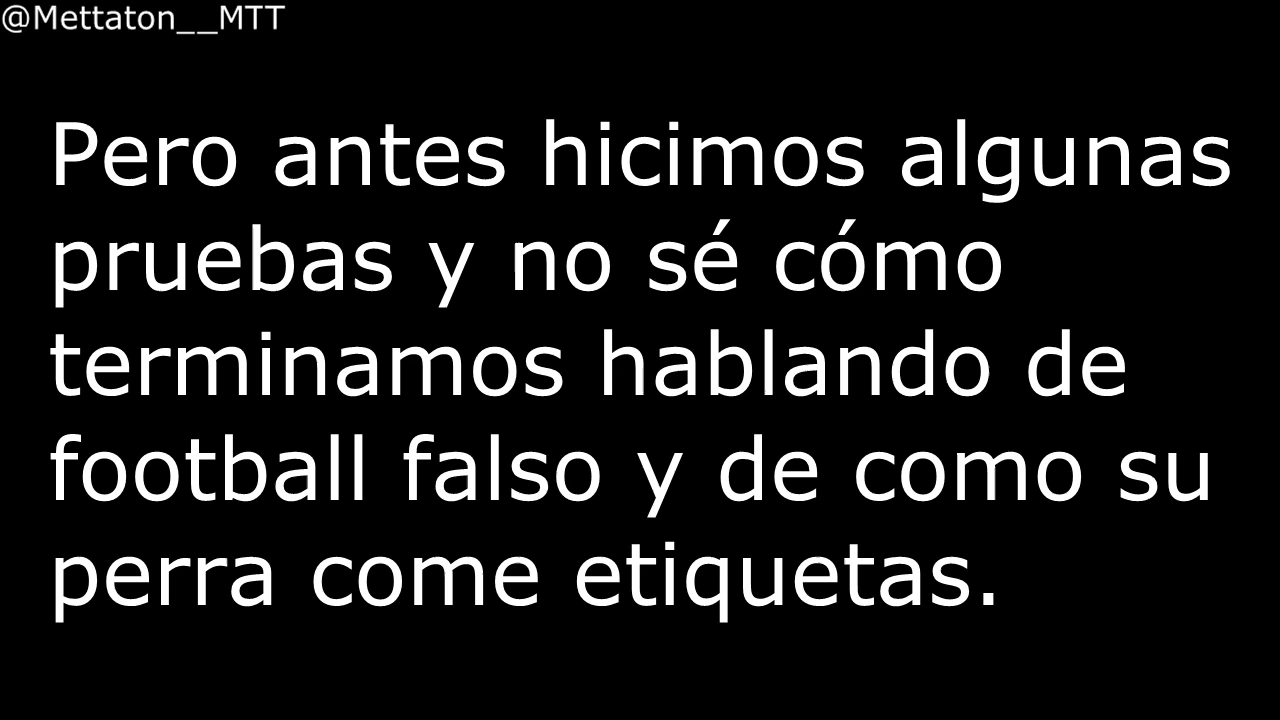 @Mettaton__MTT
Pero antes hicimos algunas
pruebas y no sé cómo
terminamos hablando de
football falso y de como su
perra come etiquetas.